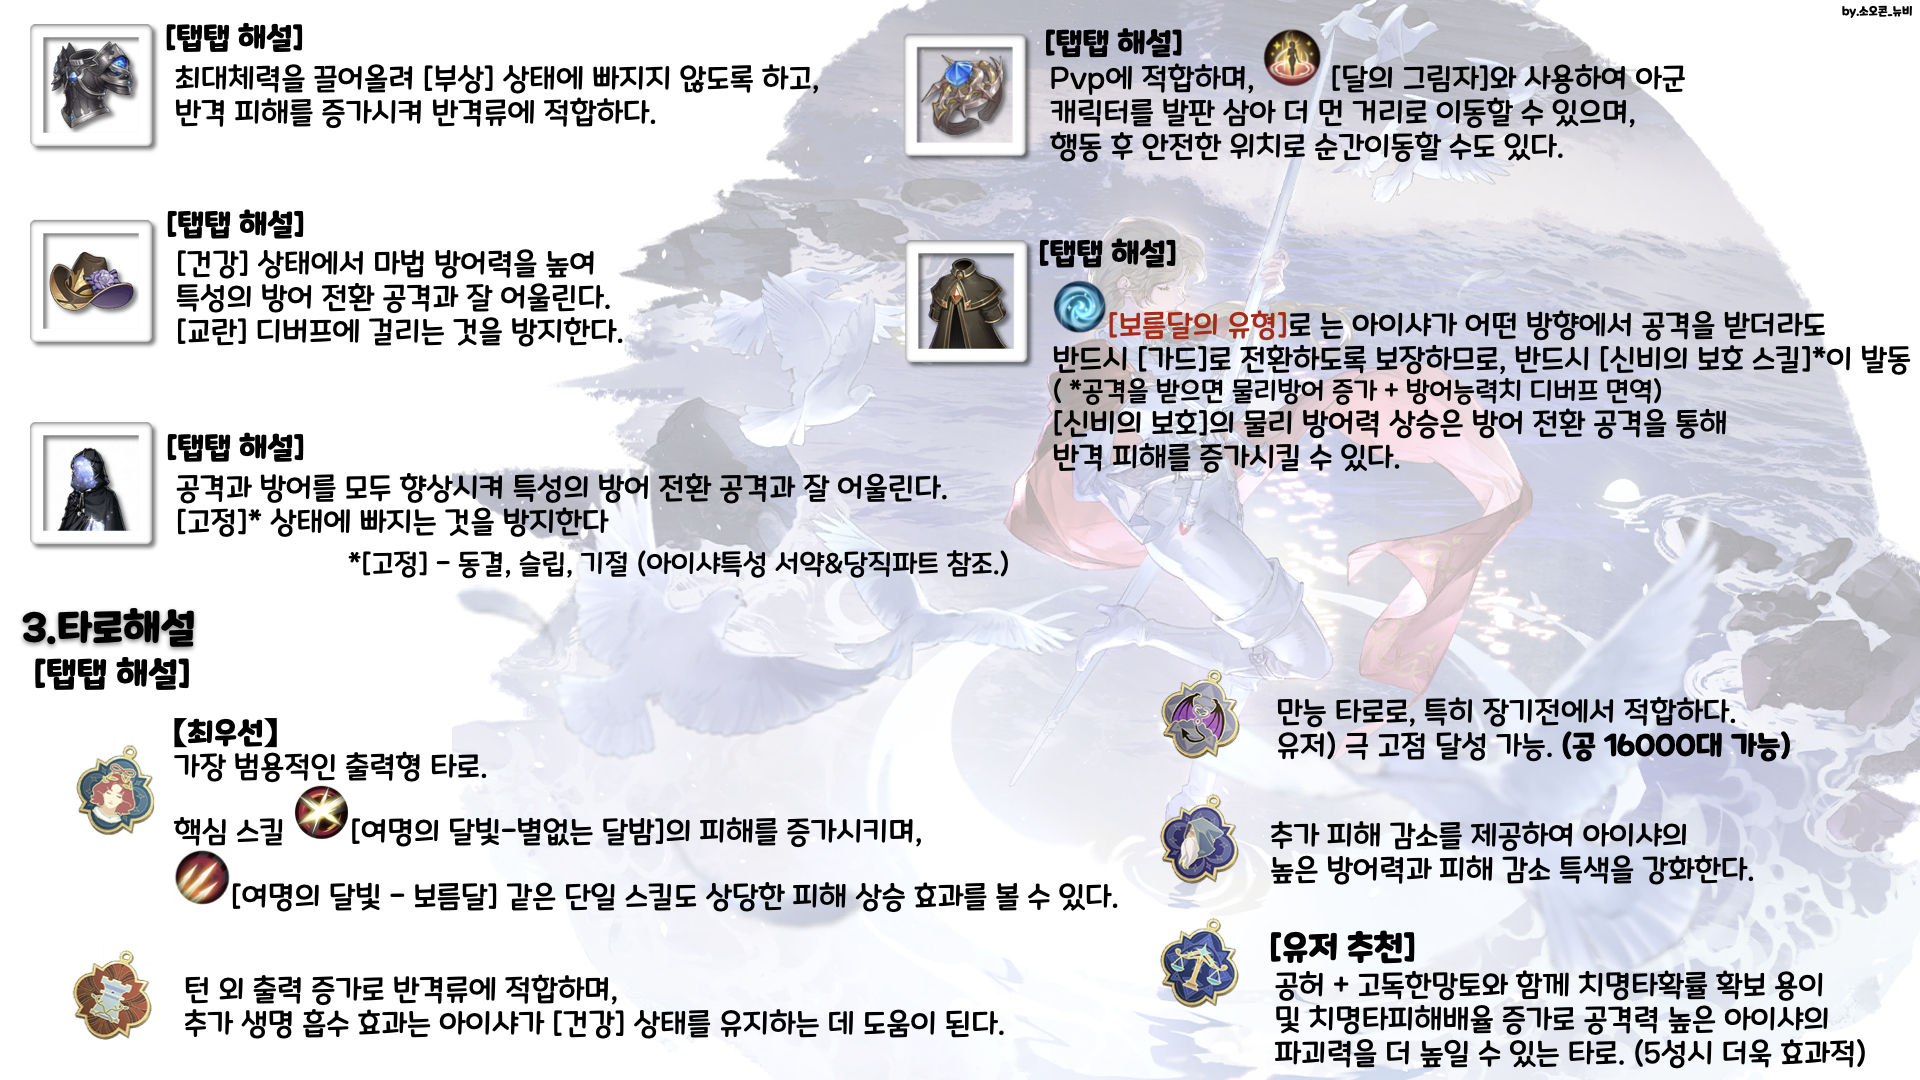 by.소오콘_뉴비
[탭탭 해설]
최대체력을 끌어올려 [부상] 상태에 빠지지 않도록 하고,
반격 피해를 증가시켜 반격류에 적합하다.
[탭탭 해설]
[건강] 상태에서 마법 방어력을 높여
특성의 방어 전환 공격과 잘 어울린다.
[교란] 디버프에 걸리는 것을 방지한다.
[탭탭 해설]
공격과 방어를 모두 향상시켜 특성의 방어 전환 공격과 잘 어울린다.
[고정]* 상태에 빠지는 것을 방지한다
*[고정] - 동결, 슬립, 기절 (아이샤특성 서약&당직파트 참조.)
[탭탭 해설]
Pvp에 적합하며, [달의 그림자]와 사용하여 아군
캐릭터를 발판 삼아 더 먼 거리로 이동할 수 있으며,
행동 후 안전한 위치로 순간이동할 수도 있다.
[탭탭 해설]
[보름달의 유형]로 는 아이샤가 어떤 방향에서 공격을 받더라도
반드시 [가드]로 전환하도록 보장하므로, 반드시 [신비의 보호 스킬]*이 발동
( *공격을 받으면 물리방어 증가 + 방어능력치 디버프 면역)
[신비의 보호]의 물리 방어력 상승은 방어 전환 공격을 통해
반격 피해를 증가시킬 수 있다.
3.타로해설
[탭탭 해설]
【최우선】
가장 범용적인 출력형 타로.
핵심 스킬 [여명의 달빛-별없는 달밤]의 피해를 증가시키며,
[여명의 달빛 - 보름달] 같은 단일 스킬도 상당한 피해 상승 효과를 볼 수 있다.
턴 외 출력 증가로 반격류에 적합하며,
추가 생명 흡수 효과는 아이샤가 [건강] 상태를 유지하는 데 도움이 된다.
만능 타로로, 특히 장기전에서 적합하다.
유저) 극 고점 달성 가능. (공 16000대 가능)
추가 피해 감소를 제공하여 아이샤의
높은 방어력과 피해 감소 특색을 강화한다.
[유저 추천]
공허 + 고독한망토와 함께 치명타확률 확보 용이
및 치명타피해배율 증가로 공격력 높은 아이샤의
파괴력을 더 높일 수 있는 타로. (5성시 더욱 효과적)